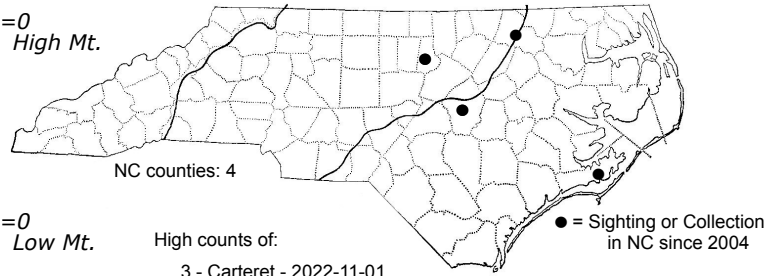 =0
High Mt.
NC counties: 4
=0
Low Mt.
High counts of:
3 - Carteret - 2022-11-01
● = Sighting or Collection
in NC since 2004